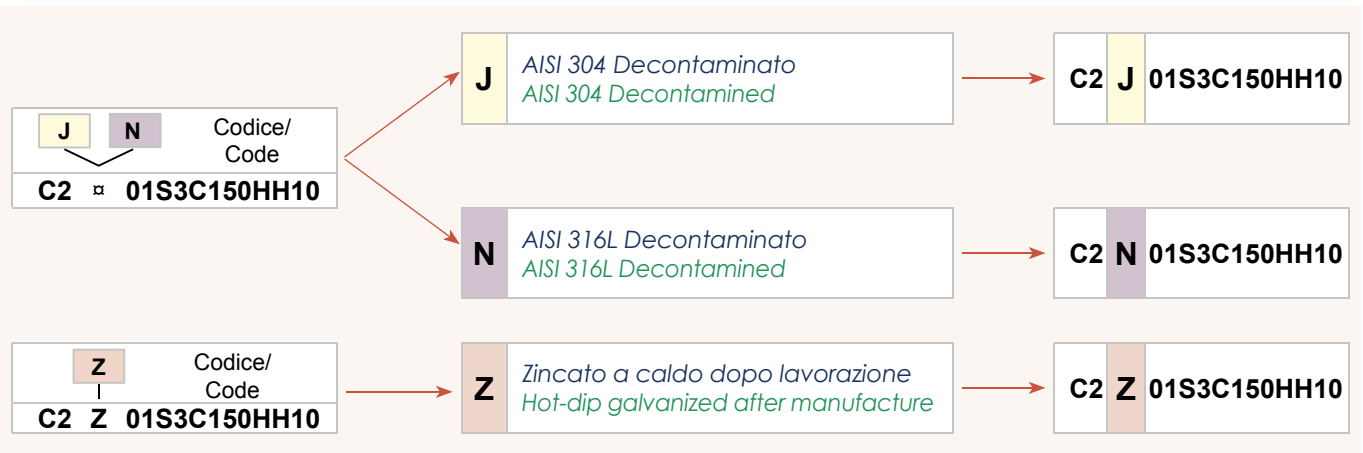 J N Codice/
Code
C2 ¤ 01S3C150HH10
J AISI 304 Decontaminato
AISI 304 Decontamined
C2 J 01S3C150HH10
N AISI 316L Decontaminato
AISI 316L Decontamined
C2 N 01S3C150HH10
Z Codice/
Code
C2 Z 01S3C150HH10
Z Zincato a caldo dopo lavorazione
Hot-dip galvanized after manufacture
C2 Z 01S3C150HH10